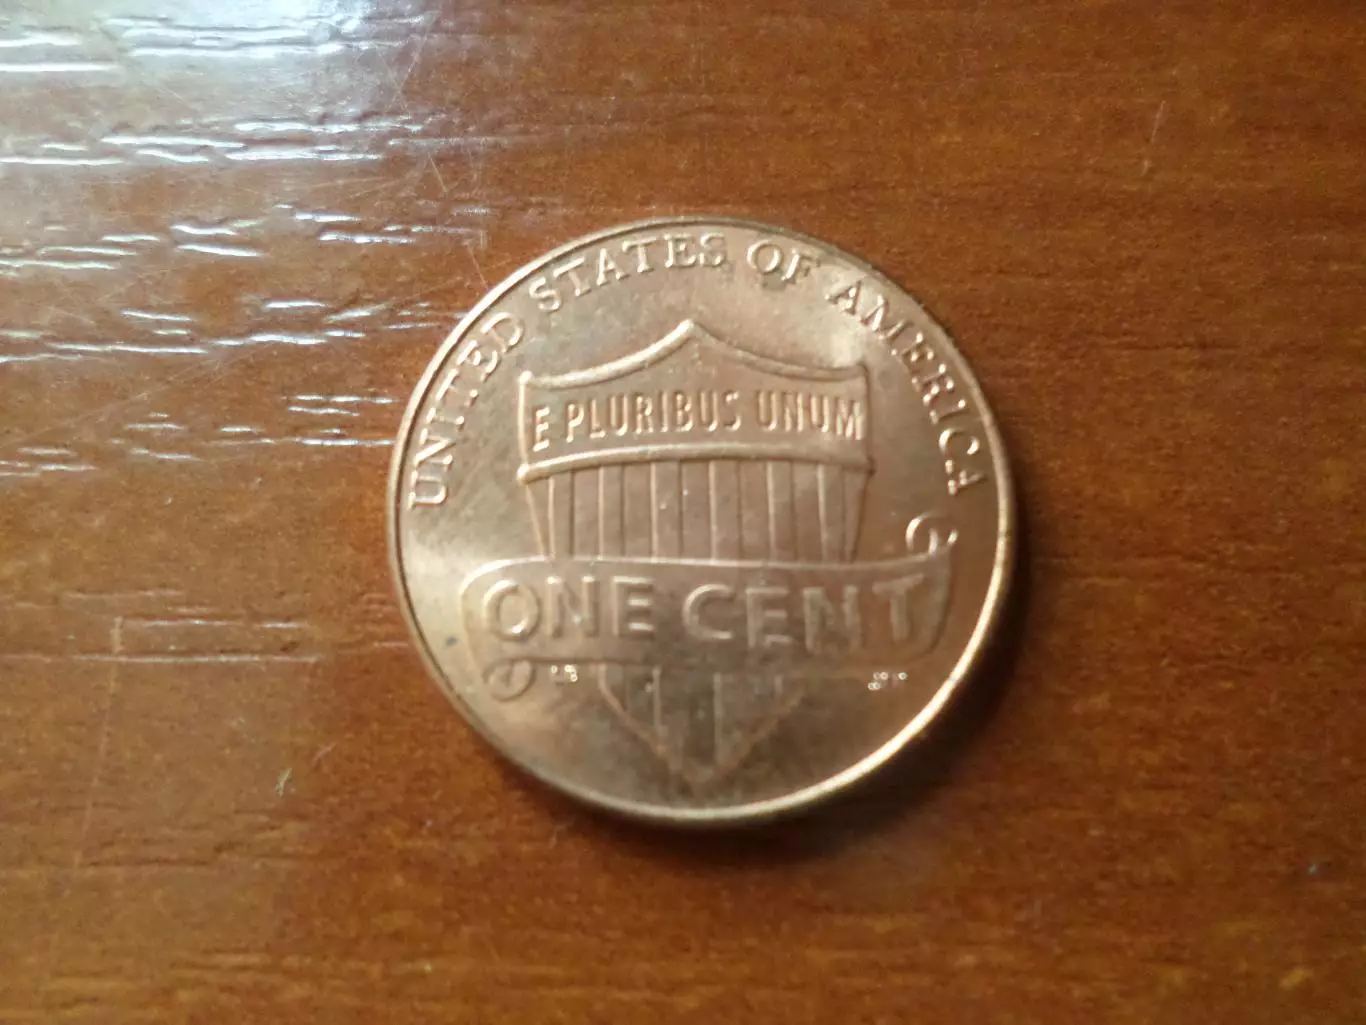 UNITED STATES OF AMERICA
E PLURIBUS UNUM
ONE CENT